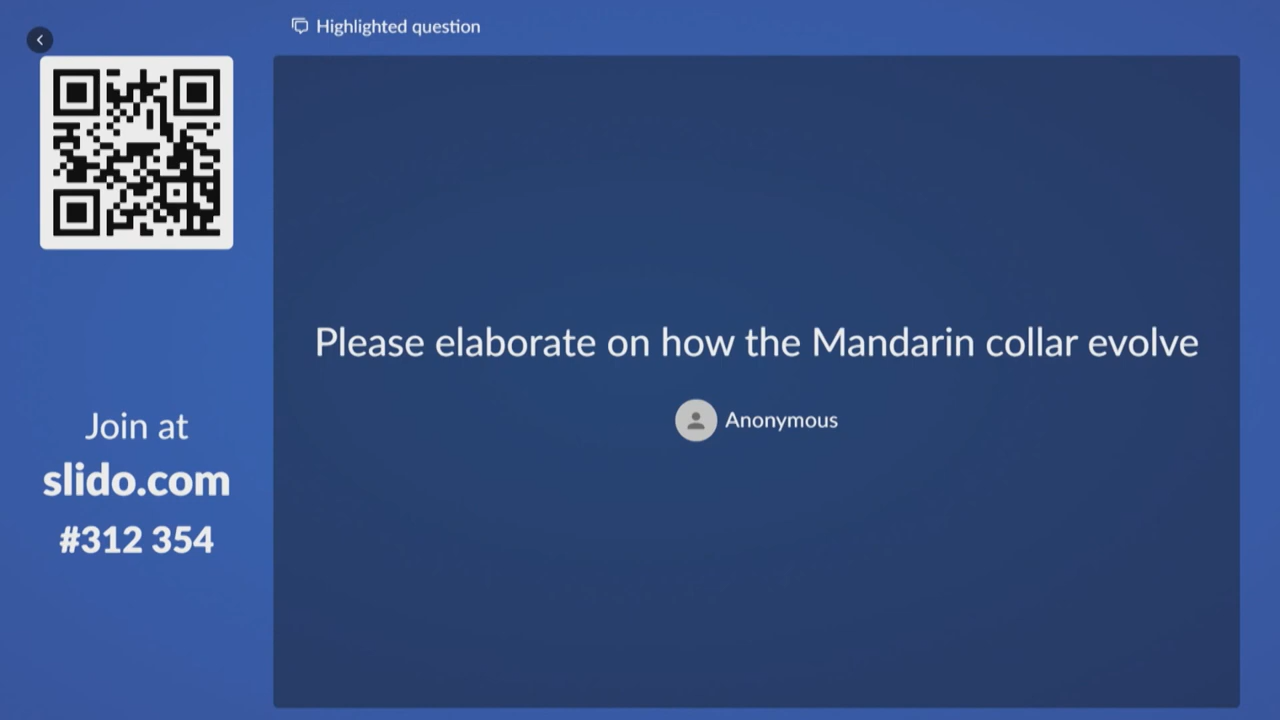 Highlighted question
Please elaborate on how the Mandarin collar evolve
Anonymous
Join at
slido.com
#312 354